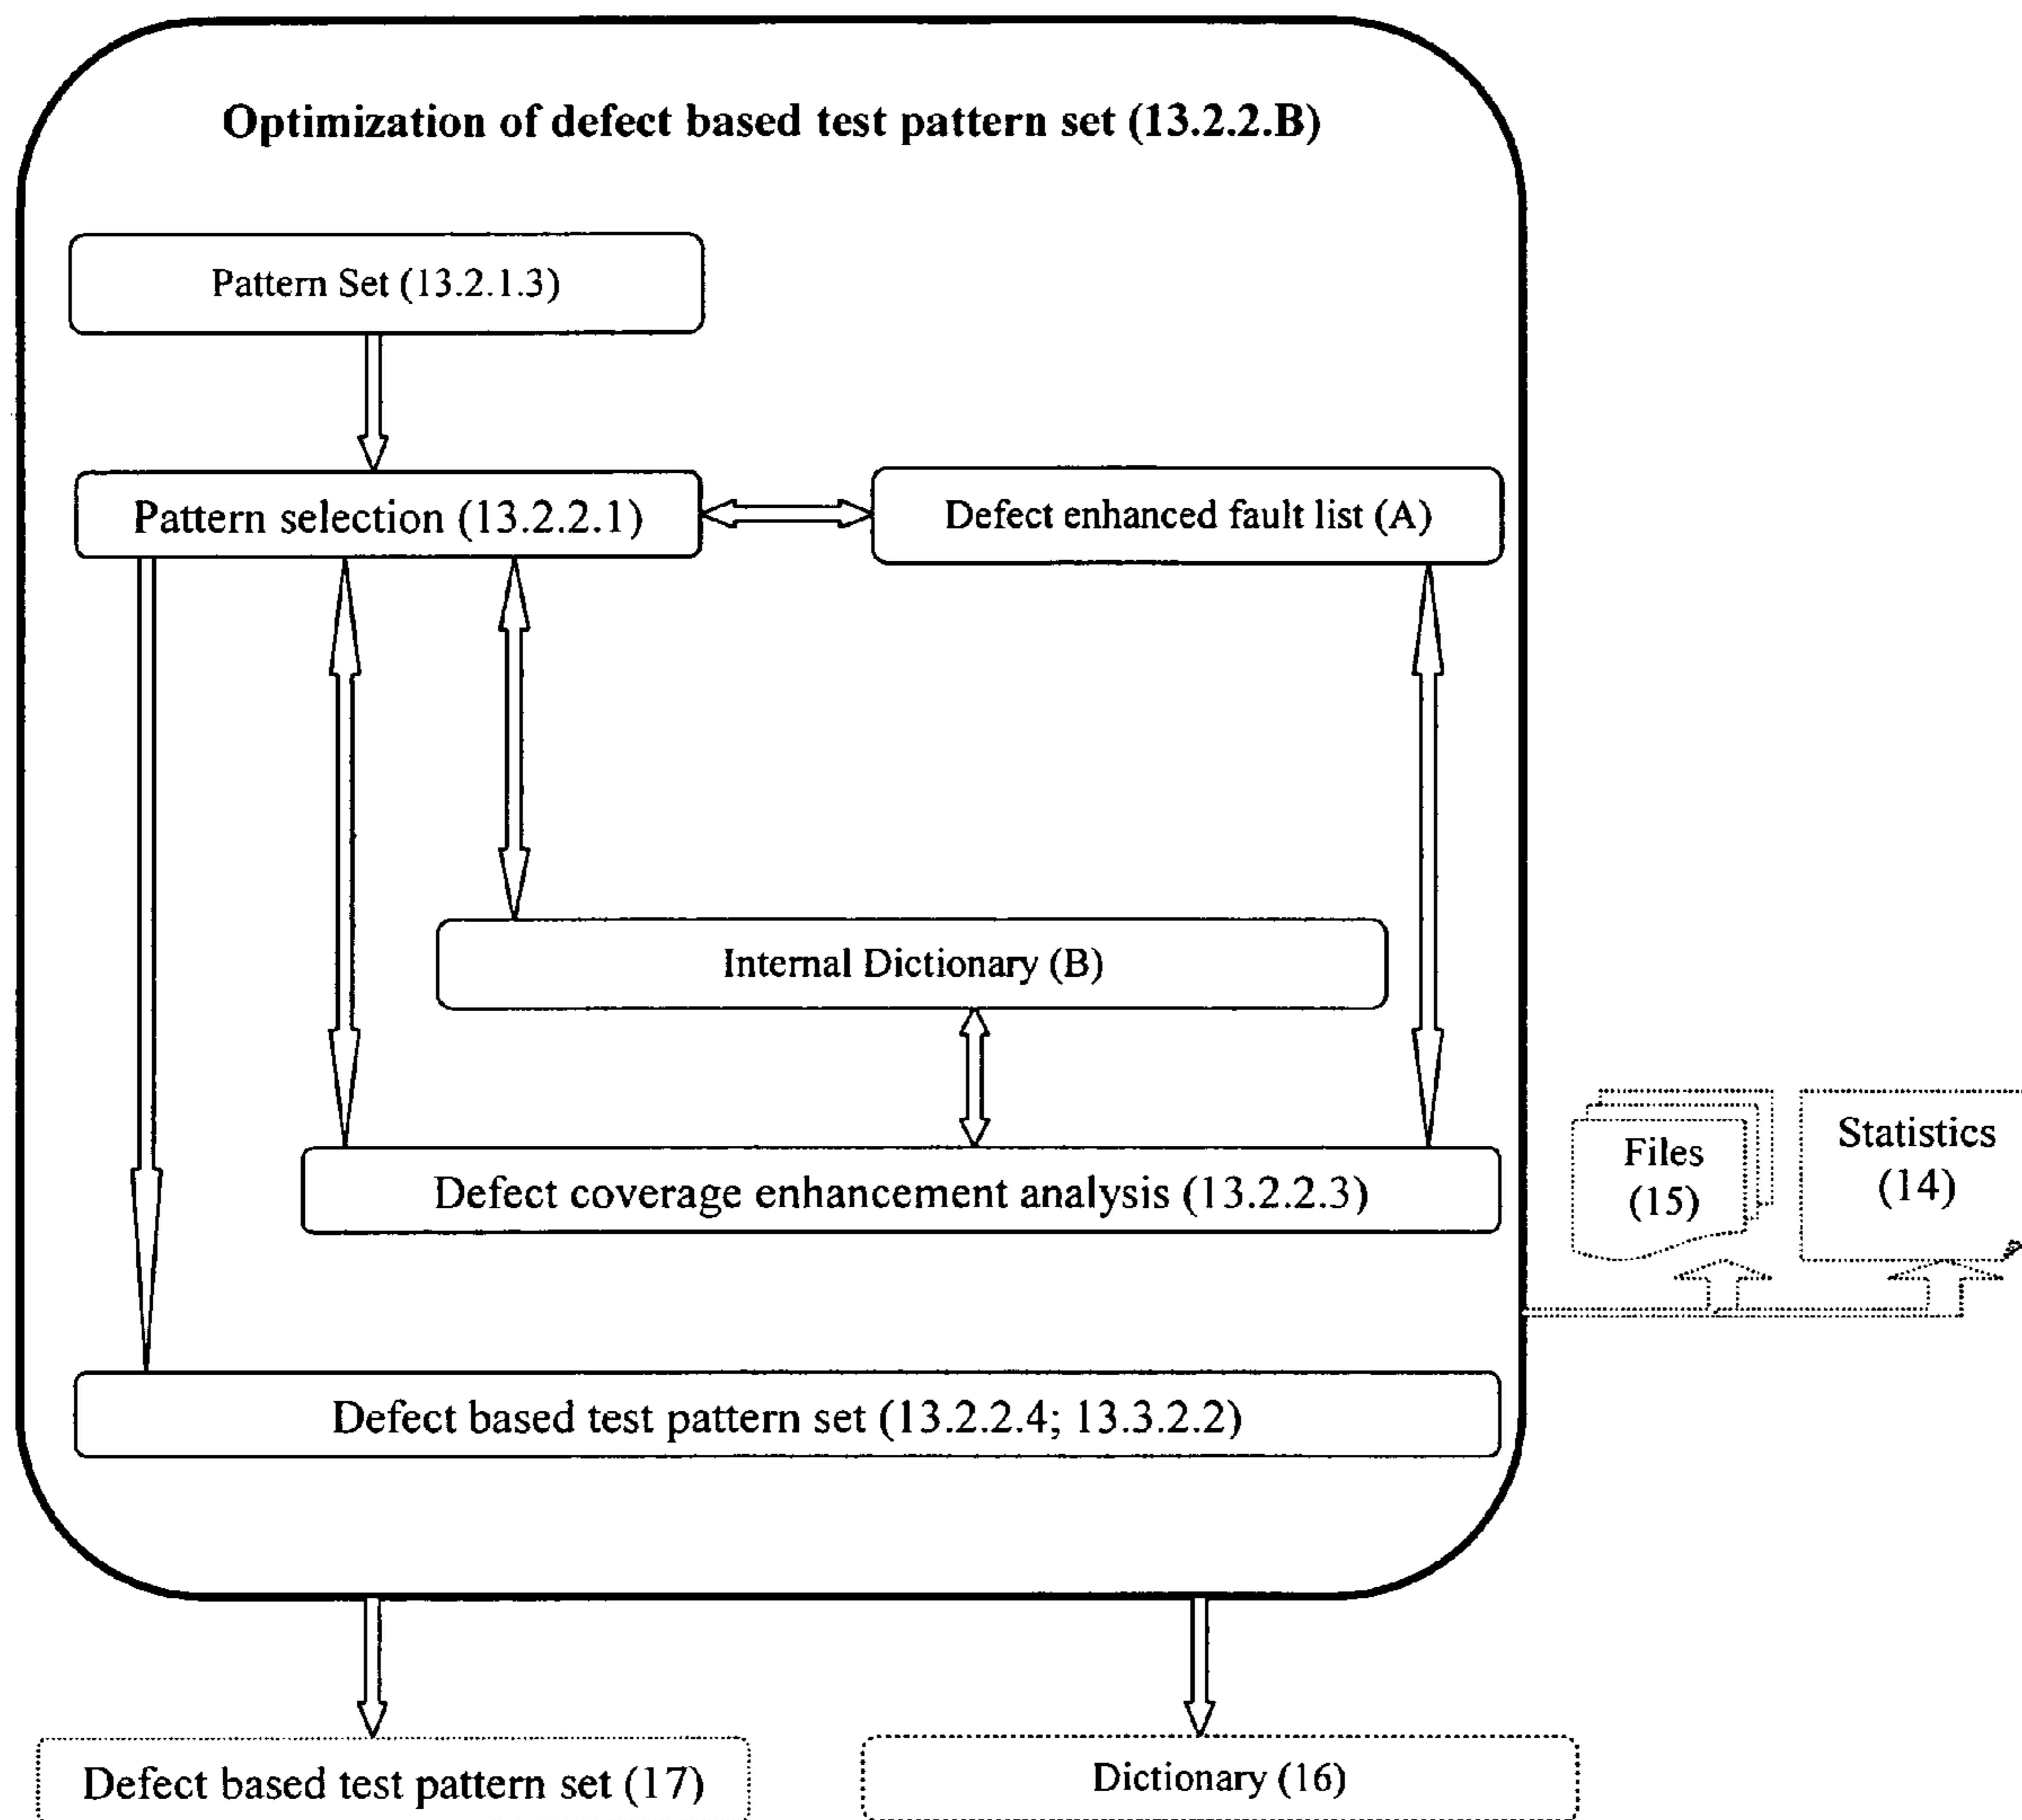 Optimization of defect based test pattern set (13.2.2.B)
Pattern Set (13.2.1.3)
Pattern selection (13.2.2.1)
Defect enhanced fault list (A)
Internal Dictionary (B)
Defect coverage enhancement analysis (13.2.2.3)
Files
(15)
Statistics
(14)
Defect based test pattern set (13.2.2.4; 13.3.2.2)
Defect based test pattern set (17)
Dictionary (16)